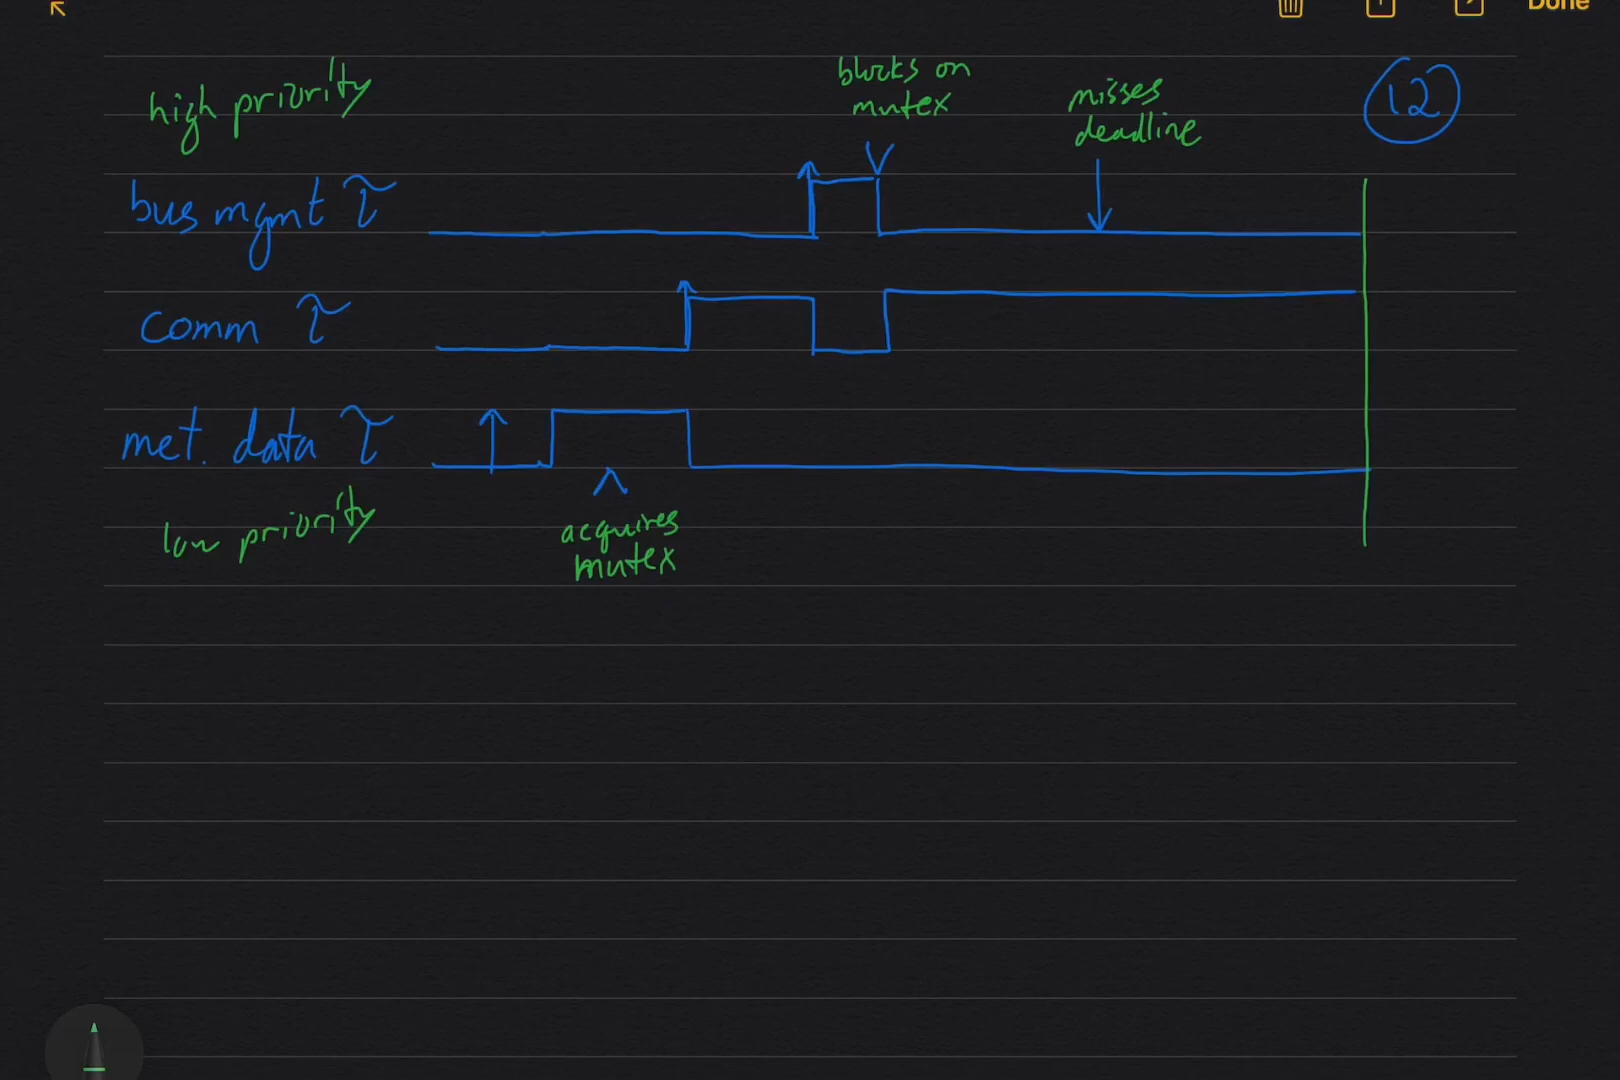 Done
high priority
blocks on
mutex
misses
deadline
12
bus mgmt τ
comm τ
met. data τ
low priority
acquires
mutex